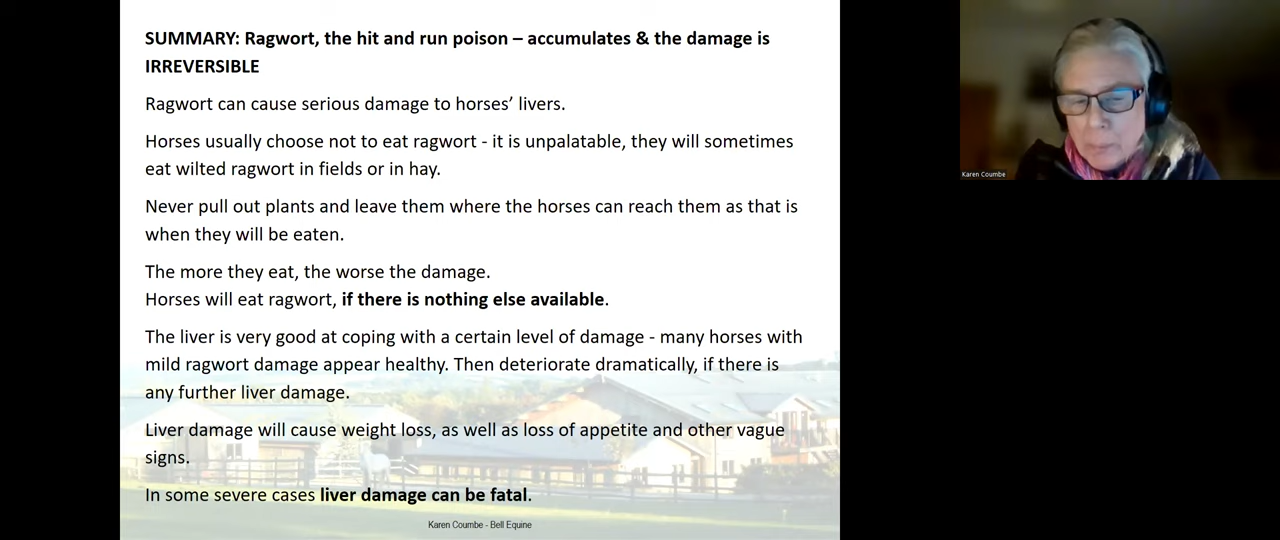 SUMMARY: Ragwort, the hit and run poison – accumulates & the damage is
IRREVERSIBLE
Ragwort can cause serious damage to horses’ livers.
Horses usually choose not to eat ragwort - it is unpalatable, they will sometimes
eat wilted ragwort in fields or in hay.
Never pull out plants and leave them where the horses can reach them as that is
when they will be eaten.
The more they eat, the worse the damage.
Horses will eat ragwort, if there is nothing else available.
The liver is very good at coping with a certain level of damage - many horses with
mild ragwort damage appear healthy. Then deteriorate dramatically, if there is
any further liver damage.
Liver damage will cause weight loss, as well as loss of appetite and other vague
signs.
In some severe cases liver damage can be fatal.
Karen Coumbe - Bell Equine
Karen Coumbe